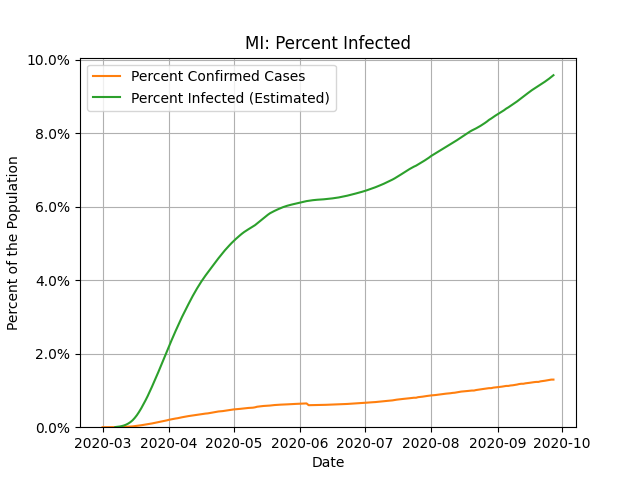 MI: Percent Infected
Percent Confirmed Cases
Percent Infected (Estimated)
Percent of the Population
10.0%
8.0%
6.0%
4.0%
2.0%
0.0%
2020-03 2020-04 2020-05 2020-06 2020-07 2020-08 2020-09 2020-10
Date